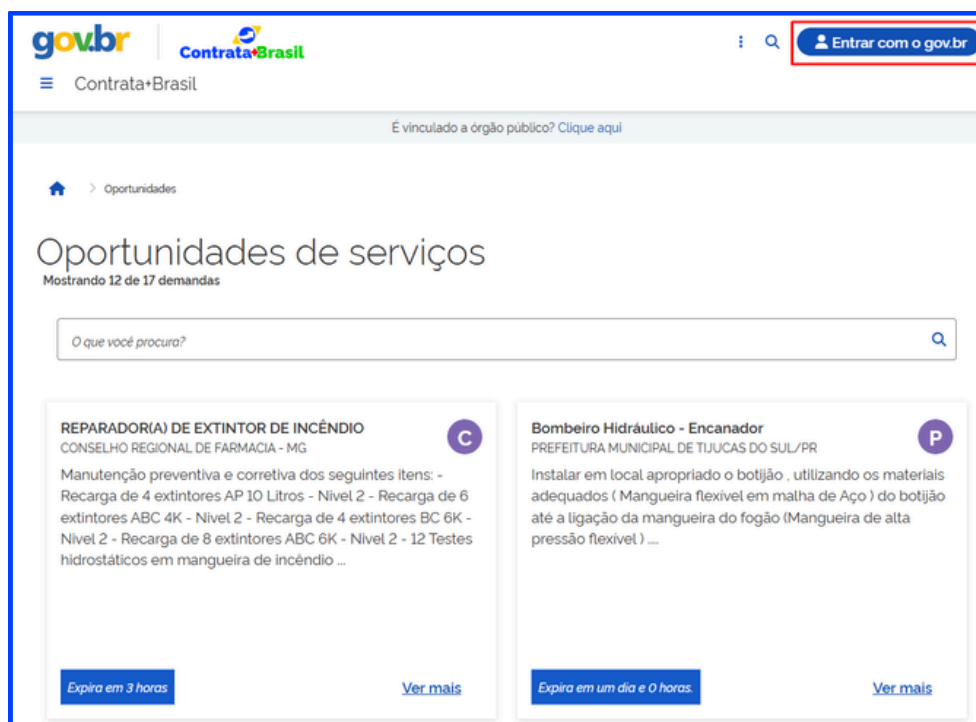 gov.br
Contrata+Brasil
Entrar com o gov.br
Contrata+Brasil
É vinculado a órgão público? Clique aqui
Oportunidades
Oportunidades de serviços
Mostrando 12 de 17 demandas
O que você procura?
REPARADOR(A) DE EXTINTOR DE INCÊNDIO
C
CONSELHO REGIONAL DE FARMACIA - MG
Manutenção preventiva e corretiva dos seguintes itens: -
Recarga de 4 extintores AP 10 Litros - Nivel 2 - Recarga de 6
extintores ABC 4K - Nivel 2 - Recarga de 4 extintores BC 6K -
Nivel 2 - Recarga de 8 extintores ABC 6K - Nivel 2 - 12 Testes
hidrostáticos em mangueira de incêndio ...
Expira em 3 horas
Ver mais
Bombeiro Hidráulico - Encanador
P
PREFEITURA MUNICIPAL DE TIJUCAS DO SUL/PR
Instalar em local apropriado o botijão , utilizando os materiais
adequados ( Mangueira flexível em malha de Aço ) do botijão
até a ligação da mangueira do fogão (Mangueira de alta
pressão flexível ) ....
Expira em um dia e 0 horas.
Ver mais